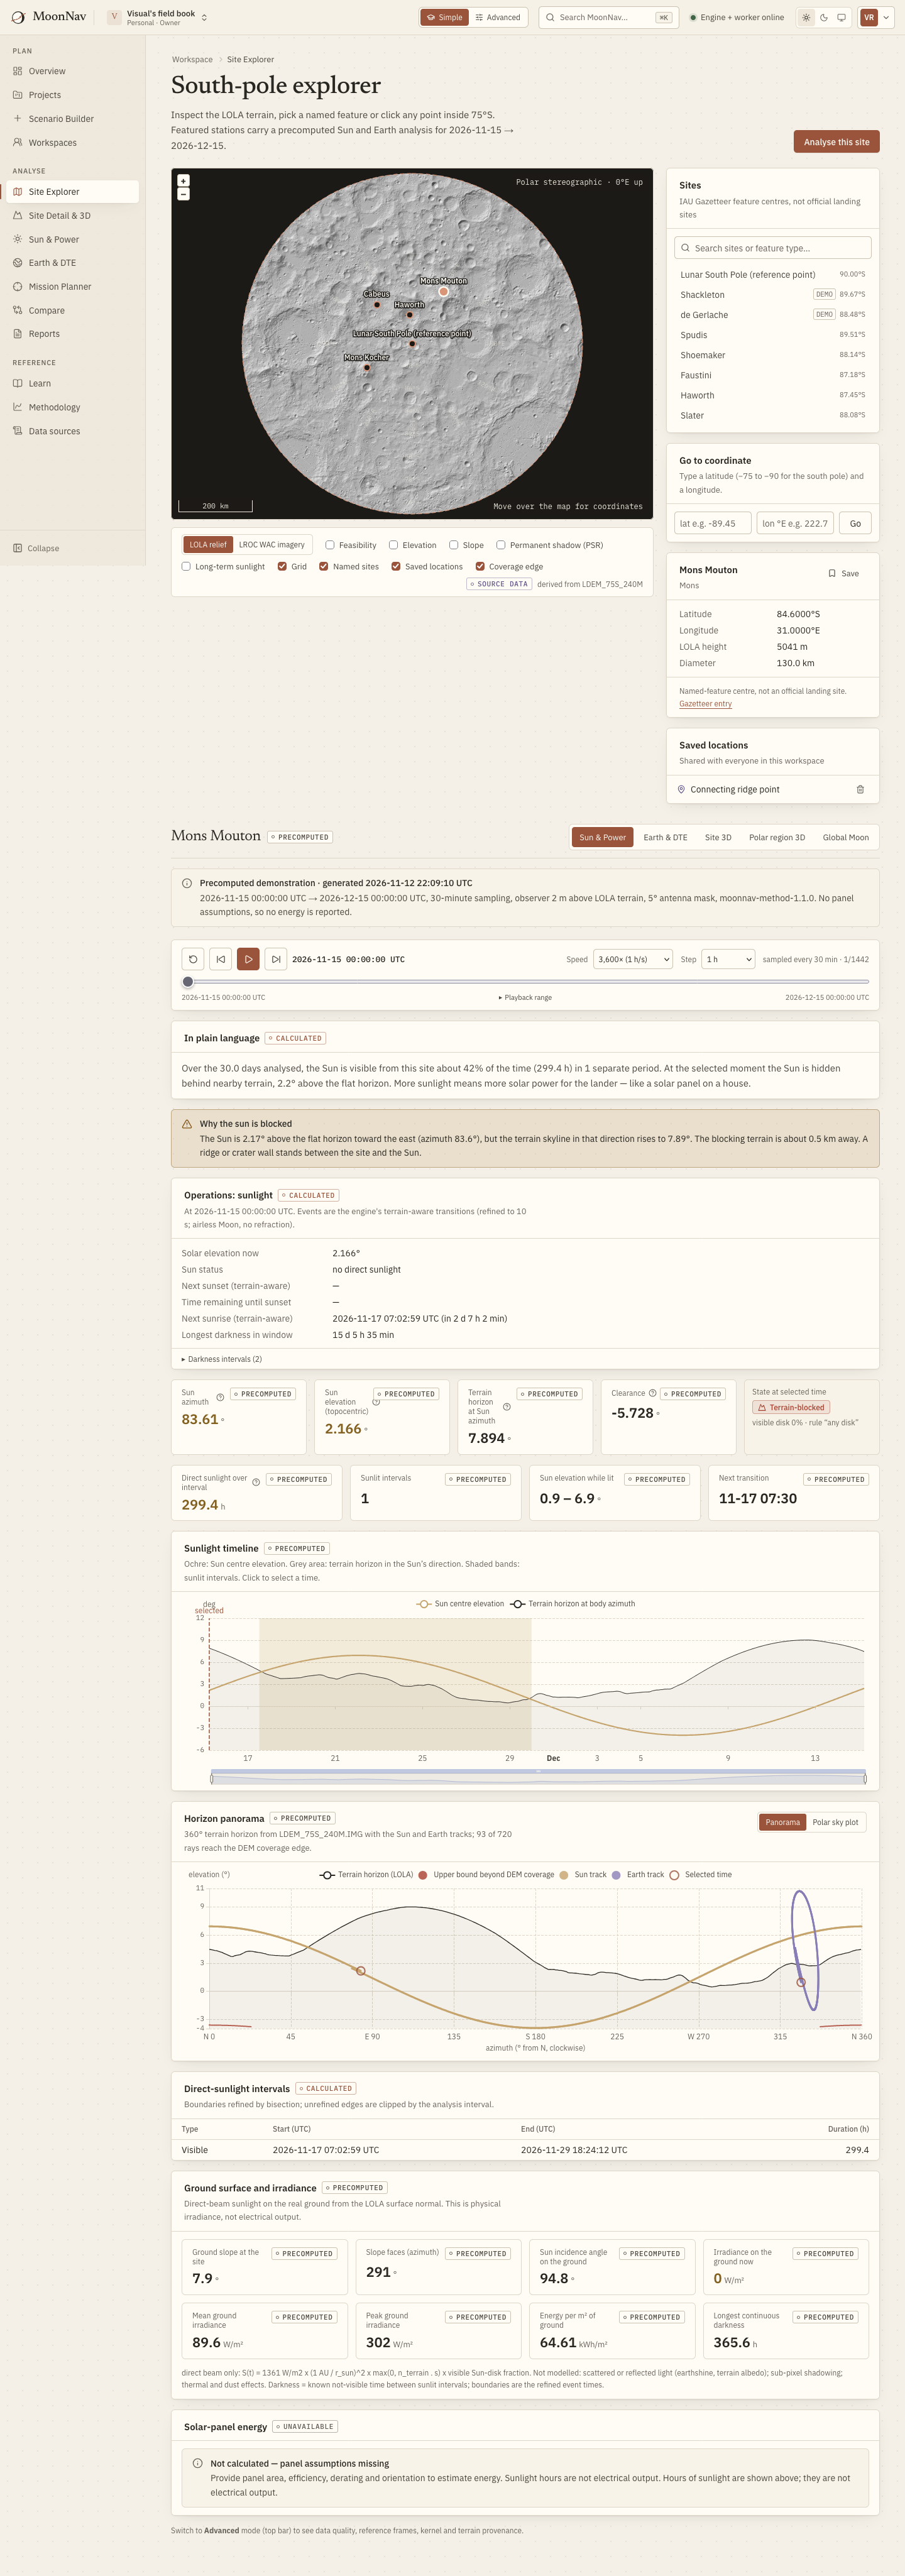 MoonNav
V
Visual's field book
Personal · Owner
Simple
Advanced
Search MoonNav...
⌘K
Engine + worker online
VR
PLAN
Overview
Projects
Scenario Builder
Workspaces
ANALYSE
Site Explorer
Site Detail & 3D
Sun & Power
Earth & DTE
Mission Planner
Compare
Reports
REFERENCE
Learn
Methodology
Data sources
Collapse
Workspace › Site Explorer
South-pole explorer
Inspect the LOLA terrain, pick a named feature or click any point inside 75°S.
Featured stations carry a precomputed Sun and Earth analysis for 2026-11-15 →
2026-12-15.
Analyse this site
+
−
Polar stereographic · 0°E up
Mons Mouton
Cabeus
Haworth
Lunar South Pole (reference point)
Mons Kocher
200 km
Move over the map for coordinates
LOLA relief
LROC WAC imagery
Feasibility
Elevation
Slope
Permanent shadow (PSR)
Long-term sunlight
Grid
Named sites
Saved locations
Coverage edge
SOURCE DATA
derived from LDEM_75S_240M
Sites
IAU Gazetteer feature centres, not official landing
sites
Search sites or feature type...
Lunar South Pole (reference point) 90.00°S
Shackleton DEMO 89.67°S
de Gerlache DEMO 88.48°S
Spudis 89.51°S
Shoemaker 88.14°S
Faustini 87.18°S
Haworth 87.45°S
Slater 88.08°S
Go to coordinate
Type a latitude (−75 to −90 for the south pole) and
a longitude.
lat e.g. -89.45
lon °E e.g. 222.7
Go
Mons Mouton
Mons
Save
Latitude 84.6000°S
Longitude 31.0000°E
LOLA height 5041 m
Diameter 130.0 km
Named-feature centre, not an official landing site.
Gazetteer entry
Saved locations
Shared with everyone in this workspace
Connecting ridge point
Mons Mouton
PRECOMPUTED
Sun & Power
Earth & DTE
Site 3D
Polar region 3D
Global Moon
Precomputed demonstration · generated 2026-11-12 22:09:10 UTC
2026-11-15 00:00:00 UTC → 2026-12-15 00:00:00 UTC, 30-minute sampling, observer 2 m above LOLA terrain, 5° antenna mask, moonnav-method-1.1.0. No panel
assumptions, so no energy is reported.
2026-11-15 00:00:00 UTC
Speed
3,600× (1 h/s)
Step
1 h
sampled every 30 min · 1/1442
2026-11-15 00:00:00 UTC
▸ Playback range
2026-12-15 00:00:00 UTC
In plain language
CALCULATED
Over the 30.0 days analysed, the Sun is visible from this site about 42% of the time (299.4 h) in 1 separate period. At the selected moment the Sun is hidden
behind nearby terrain, 2.2° above the flat horizon. More sunlight means more solar power for the lander — like a solar panel on a house.
Why the sun is blocked
The Sun is 2.17° above the flat horizon toward the east (azimuth 83.6°), but the terrain skyline in that direction rises to 7.89°. The blocking terrain is about 0.5 km away. A
ridge or crater wall stands between the site and the Sun.
Operations: sunlight
CALCULATED
At 2026-11-15 00:00:00 UTC. Events are the engine's terrain-aware transitions (refined to 10
s; airless Moon, no refraction).
Solar elevation now 2.166°
Sun status no direct sunlight
Next sunset (terrain-aware) —
Time remaining until sunset —
Next sunrise (terrain-aware) 2026-11-17 07:02:59 UTC (in 2 d 7 h 2 min)
Longest darkness in window 15 d 5 h 35 min
▸ Darkness intervals (2)
Sun
azimuth
PRECOMPUTED
83.61 °
Sun
elevation
(topocentric)
PRECOMPUTED
2.166 °
Terrain
horizon
at Sun
azimuth
PRECOMPUTED
7.894 °
Clearance
PRECOMPUTED
-5.728 °
State at selected time
Terrain-blocked
visible disk 0% · rule "any disk"
Direct sunlight over
interval
PRECOMPUTED
299.4 h
Sunlit intervals
PRECOMPUTED
1
Sun elevation while lit
PRECOMPUTED
0.9 – 6.9 °
Next transition
PRECOMPUTED
11-17 07:30
Sunlight timeline
PRECOMPUTED
Ochre: Sun centre elevation. Grey area: terrain horizon in the Sun's direction. Shaded bands:
sunlit intervals. Click to select a time.
deg
selected
Sun centre elevation
Terrain horizon at body azimuth
12
9
6
3
0
-3
-6
17 21 25 29 Dec 3 5 9 13
Horizon panorama
PRECOMPUTED
360° terrain horizon from LDEM_75S_240M.IMG with the Sun and Earth tracks; 93 of 720
rays reach the DEM coverage edge.
Panorama
Polar sky plot
elevation (°)
Terrain horizon (LOLA)
Upper bound beyond DEM coverage
Sun track
Earth track
Selected time
11
9
6
3
0
-3
-4
N 0 45 E 90 135 S 180 225 W 270 315 N 360
azimuth (° from N, clockwise)
Direct-sunlight intervals
CALCULATED
Boundaries refined by bisection; unrefined edges are clipped by the analysis interval.
Type Start (UTC) End (UTC) Duration (h)
Visible 2026-11-17 07:02:59 UTC 2026-11-29 18:24:12 UTC 299.4
Ground surface and irradiance
PRECOMPUTED
Direct-beam sunlight on the real ground from the LOLA surface normal. This is physical
irradiance, not electrical output.
Ground slope at the
site
PRECOMPUTED
7.9 °
Slope faces (azimuth)
PRECOMPUTED
291 °
Sun incidence angle
on the ground
PRECOMPUTED
94.8 °
Irradiance on the
ground now
PRECOMPUTED
0 W/m²
Mean ground
irradiance
PRECOMPUTED
89.6 W/m²
Peak ground
irradiance
PRECOMPUTED
302 W/m²
Energy per m² of
ground
PRECOMPUTED
64.61 kWh/m²
Longest continuous
darkness
PRECOMPUTED
365.6 h
direct beam only: S(t) = 1361 W/m2 x (1 AU / r_sun)^2 x max(0, n_terrain . s) x visible Sun-disk fraction. Not modelled: scattered or reflected light (earthshine, terrain albedo); sub-pixel shadowing;
thermal and dust effects. Darkness = known not-visible time between sunlit intervals; boundaries are the refined event times.
Solar-panel energy
UNAVAILABLE
Not calculated — panel assumptions missing
Provide panel area, efficiency, derating and orientation to estimate energy. Sunlight hours are not electrical output. Hours of sunlight are shown above; they are not
electrical output.
Switch to Advanced mode (top bar) to see data quality, reference frames, kernel and terrain provenance.